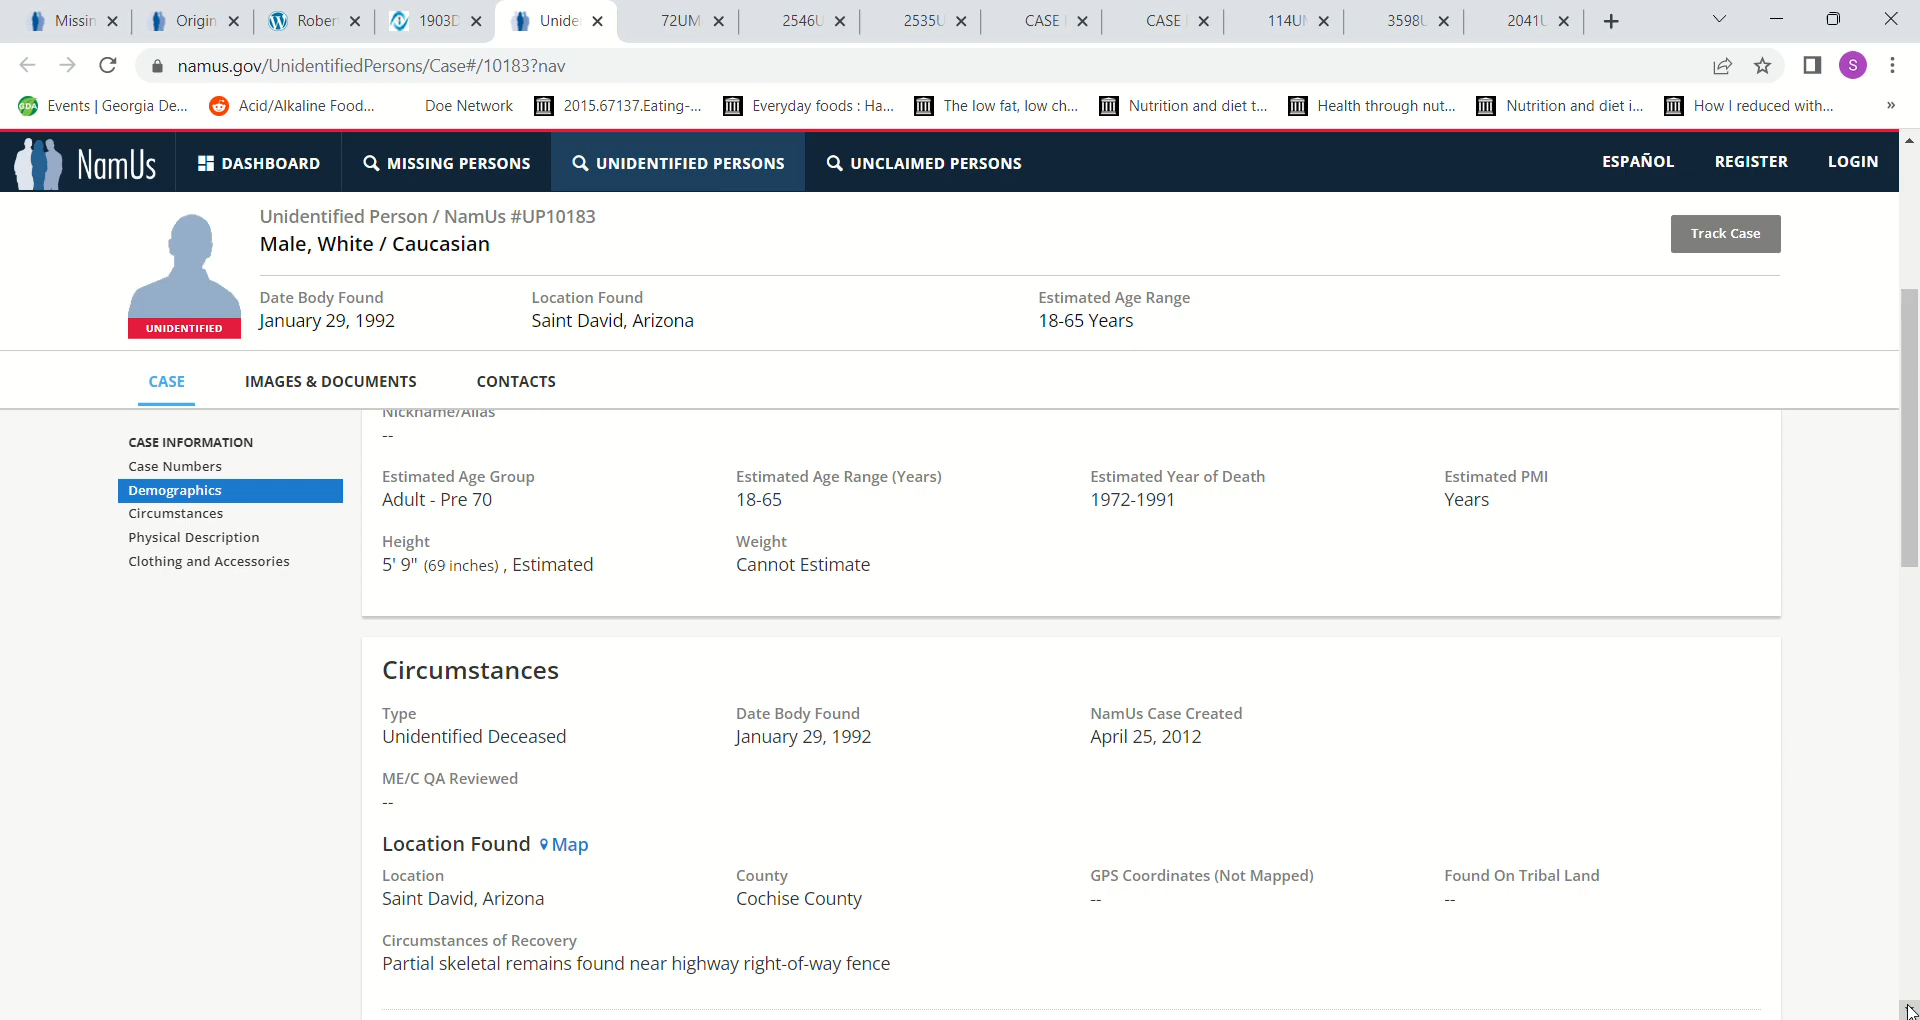 Missin
Origin
Rober
1903D
Unide
72UM
2546U
2535U
CASE
CASE
114U
3598U
2041U
namus.gov/UnidentifiedPersons/Case#/10183?nav
S
GDA
Events | Georgia De...
Acid/Alkaline Food...
Doe Network
2015.67137.Eating-...
Everyday foods : Ha...
The low fat, low ch...
Nutrition and diet t...
Health through nut...
Nutrition and diet i...
How I reduced with...
»
NamUs
DASHBOARD
MISSING PERSONS
UNIDENTIFIED PERSONS
UNCLAIMED PERSONS
ESPAÑOL
REGISTER
LOGIN
Unidentified Person / NamUs #UP10183
Male, White / Caucasian
Track Case
UNIDENTIFIED
Date Body Found
January 29, 1992
Location Found
Saint David, Arizona
Estimated Age Range
18-65 Years
CASE
IMAGES & DOCUMENTS
CONTACTS
CASE INFORMATION
Case Numbers
Demographics
Circumstances
Physical Description
Clothing and Accessories
Nickname/Alias
--
Estimated Age Group
Adult - Pre 70
Estimated Age Range (Years)
18-65
Estimated Year of Death
1972-1991
Estimated PMI
Years
Height
5' 9" (69 inches) , Estimated
Weight
Cannot Estimate
Circumstances
Type
Unidentified Deceased
Date Body Found
January 29, 1992
NamUs Case Created
April 25, 2012
ME/C QA Reviewed
--
Location Found Map
Location
Saint David, Arizona
County
Cochise County
GPS Coordinates (Not Mapped)
--
Found On Tribal Land
--
Circumstances of Recovery
Partial skeletal remains found near highway right-of-way fence